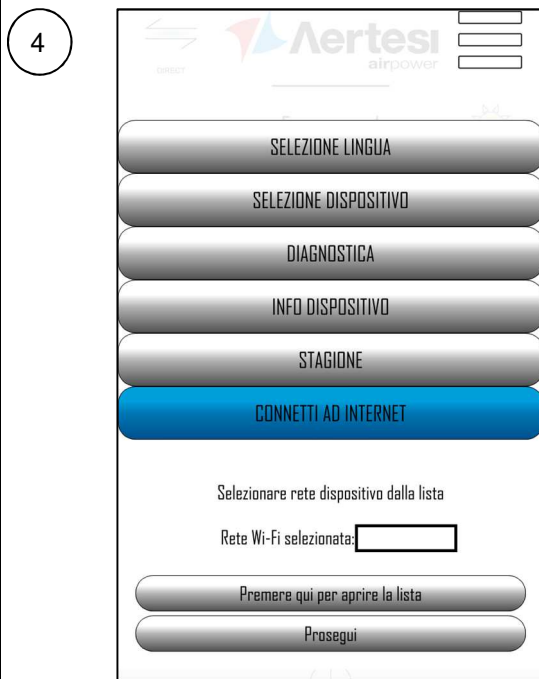 4
Aertesi
airpower
DIRECT
SELEZIONE LINGUA
SELEZIONE DISPOSITIVO
DIAGNOSTICA
INFO DISPOSITIVO
STAGIONE
CONNETTI AD INTERNET
Selezionare rete dispositivo dalla lista
Rete Wi-Fi selezionata:
Premere qui per aprire la lista
Prosegui